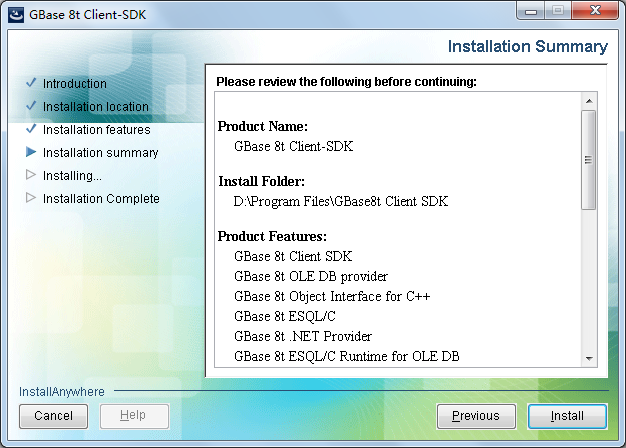 GBase 8t Client-SDK
Installation Summary
Introduction
Installation location
Installation features
Installation summary
Installing...
Installation Complete
Please review the following before continuing:
Product Name:
GBase 8t Client-SDK
Install Folder:
D:\Program Files\GBase8t Client SDK
Product Features:
GBase 8t Client SDK
GBase 8t OLE DB provider
GBase 8t Object Interface for C++
GBase 8t ESQL/C
GBase 8t .NET Provider
GBase 8t ESQL/C Runtime for OLE DB
InstallAnywhere
Cancel
Help
Previous
Install